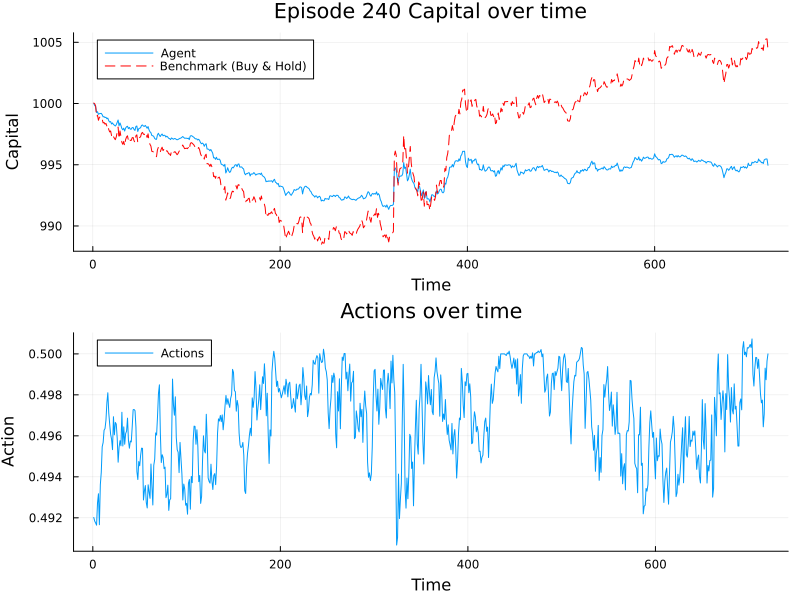 Episode 240 Capital over time
1005
1000
995
990
Capital
Agent
Benchmark (Buy & Hold)
0
200
400
600
Time
Actions over time
0.500
0.498
0.496
0.494
0.492
Action
Actions
0
200
400
600
Time